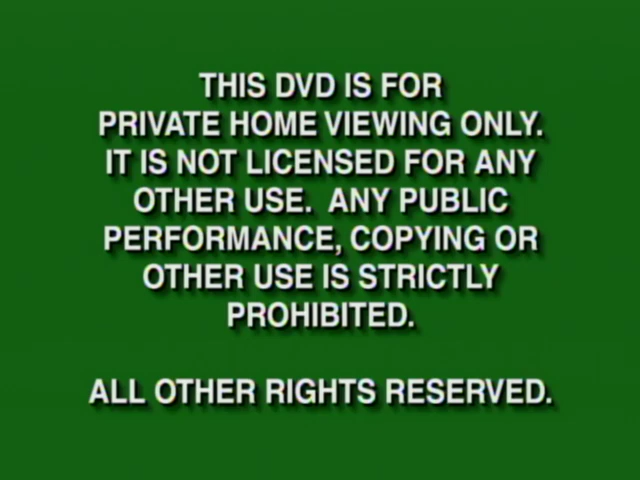 THIS DVD IS FOR
PRIVATE HOME VIEWING ONLY.
IT IS NOT LICENSED FOR ANY
OTHER USE.  ANY PUBLIC
PERFORMANCE, COPYING OR
OTHER USE IS STRICTLY
PROHIBITED.
ALL OTHER RIGHTS RESERVED.